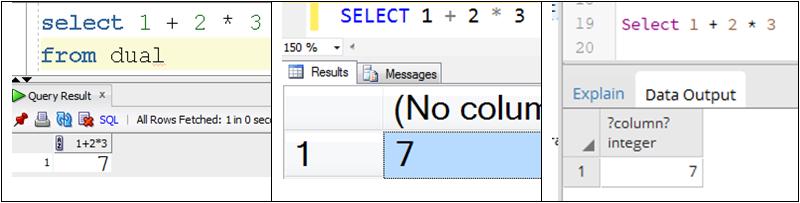 select 1 + 2 * 3
from dual
Query Result x
SQL | All Rows Fetched: 1 in 0 seco
1+2*3
1 7
SELECT 1 + 2 * 3
150 %
Results Messages
(No colum
1 7
19 Select 1 + 2 * 3
20
Explain Data Output
?column?
integer
1 7